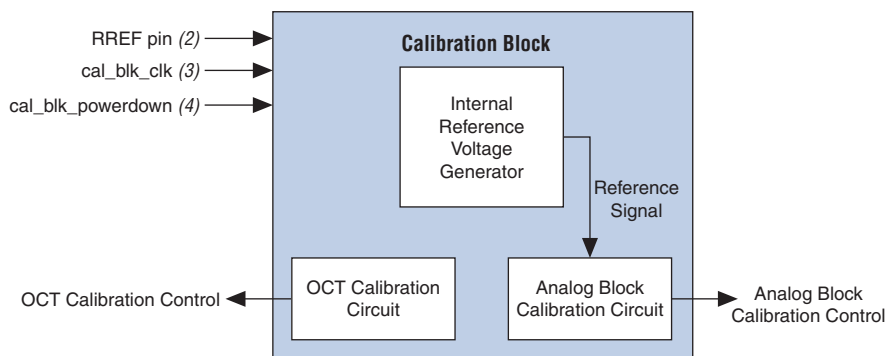 RREF pin (2)
cal_blk_clk (3)
cal_blk_powerdown (4)
Calibration Block
Internal
Reference
Voltage
Generator
Reference
Signal
OCT Calibration Control
OCT Calibration
Circuit
Analog Block
Calibration Circuit
Analog Block
Calibration Control